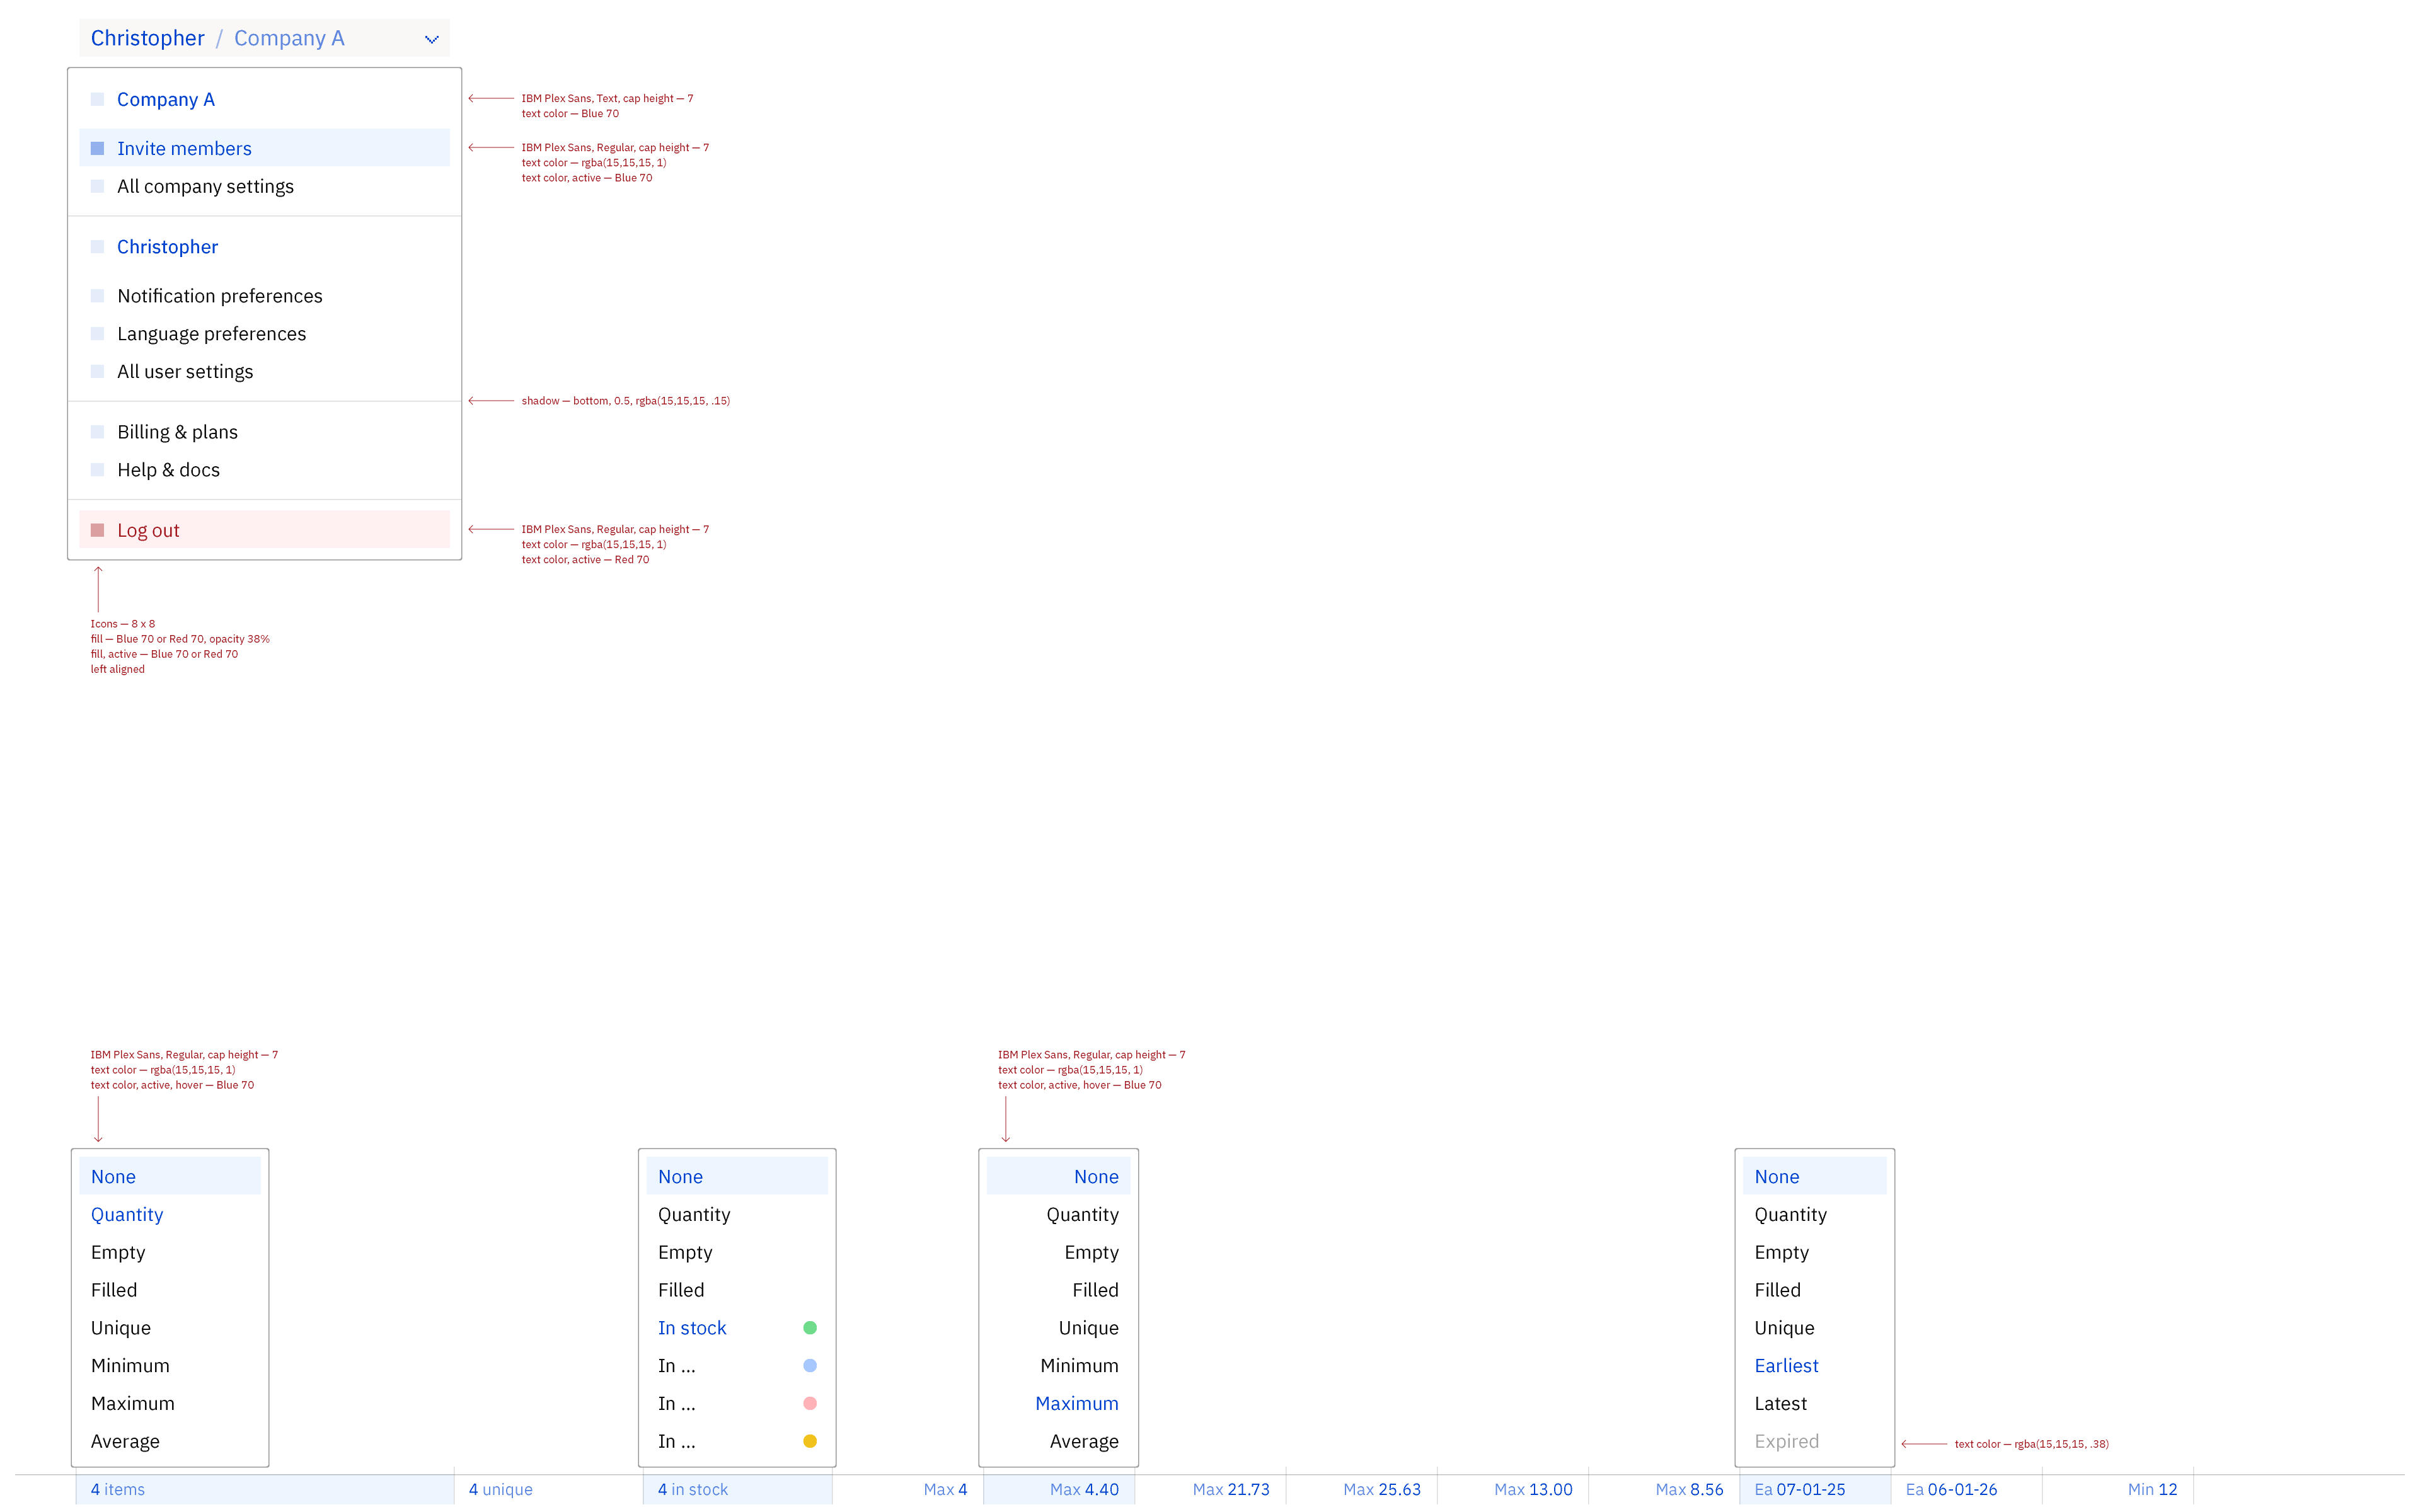 Christopher / Company A
Company A
IBM Plex Sans, Text, cap height — 7
text color — Blue 70
Invite members
IBM Plex Sans, Regular, cap height — 7
text color — rgba(15,15,15, 1)
text color, active — Blue 70
All company settings
Christopher
Notification preferences
Language preferences
All user settings
shadow — bottom, 0.5, rgba(15,15,15, .15)
Billing & plans
Help & docs
Log out
IBM Plex Sans, Regular, cap height — 7
text color — rgba(15,15,15, 1)
text color, active — Red 70
Icons — 8 x 8
fill — Blue 70 or Red 70, opacity 38%
fill, active — Blue 70 or Red 70
left aligned
IBM Plex Sans, Regular, cap height — 7
text color — rgba(15,15,15, 1)
text color, active, hover — Blue 70
None
Quantity
Empty
Filled
Unique
Minimum
Maximum
Average
None
Quantity
Empty
Filled
In stock
In ...
In ...
In ...
IBM Plex Sans, Regular, cap height — 7
text color — rgba(15,15,15, 1)
text color, active, hover — Blue 70
None
Quantity
Empty
Filled
Unique
Minimum
Maximum
Average
None
Quantity
Empty
Filled
Unique
Earliest
Latest
Expired
text color — rgba(15,15,15, .38)
4 items
4 unique
4 in stock
Max 4
Max 4.40
Max 21.73
Max 25.63
Max 13.00
Max 8.56
Ea 07-01-25
Ea 06-01-26
Min 12